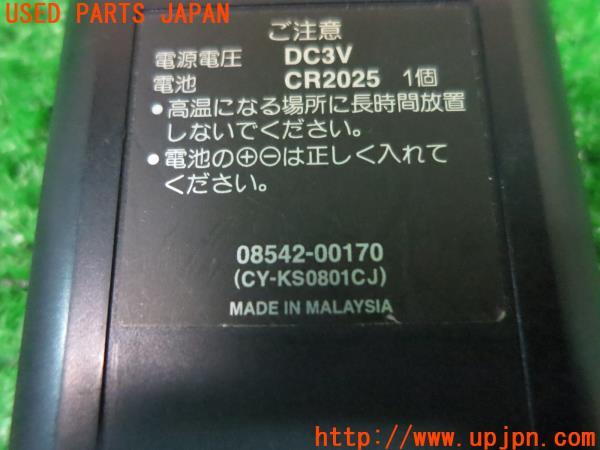 USED PARTS JAPAN
ご注意
電源電圧 DC3V
電池 CR2025 1個
●高温になる場所に長時間放置
しないでください。
●電池の⊕⊖は正しく入れて
ください。
08542-00170
(CY-KS0801CJ)
MADE IN MALAYSIA
UPJ http://www.upjpn.com